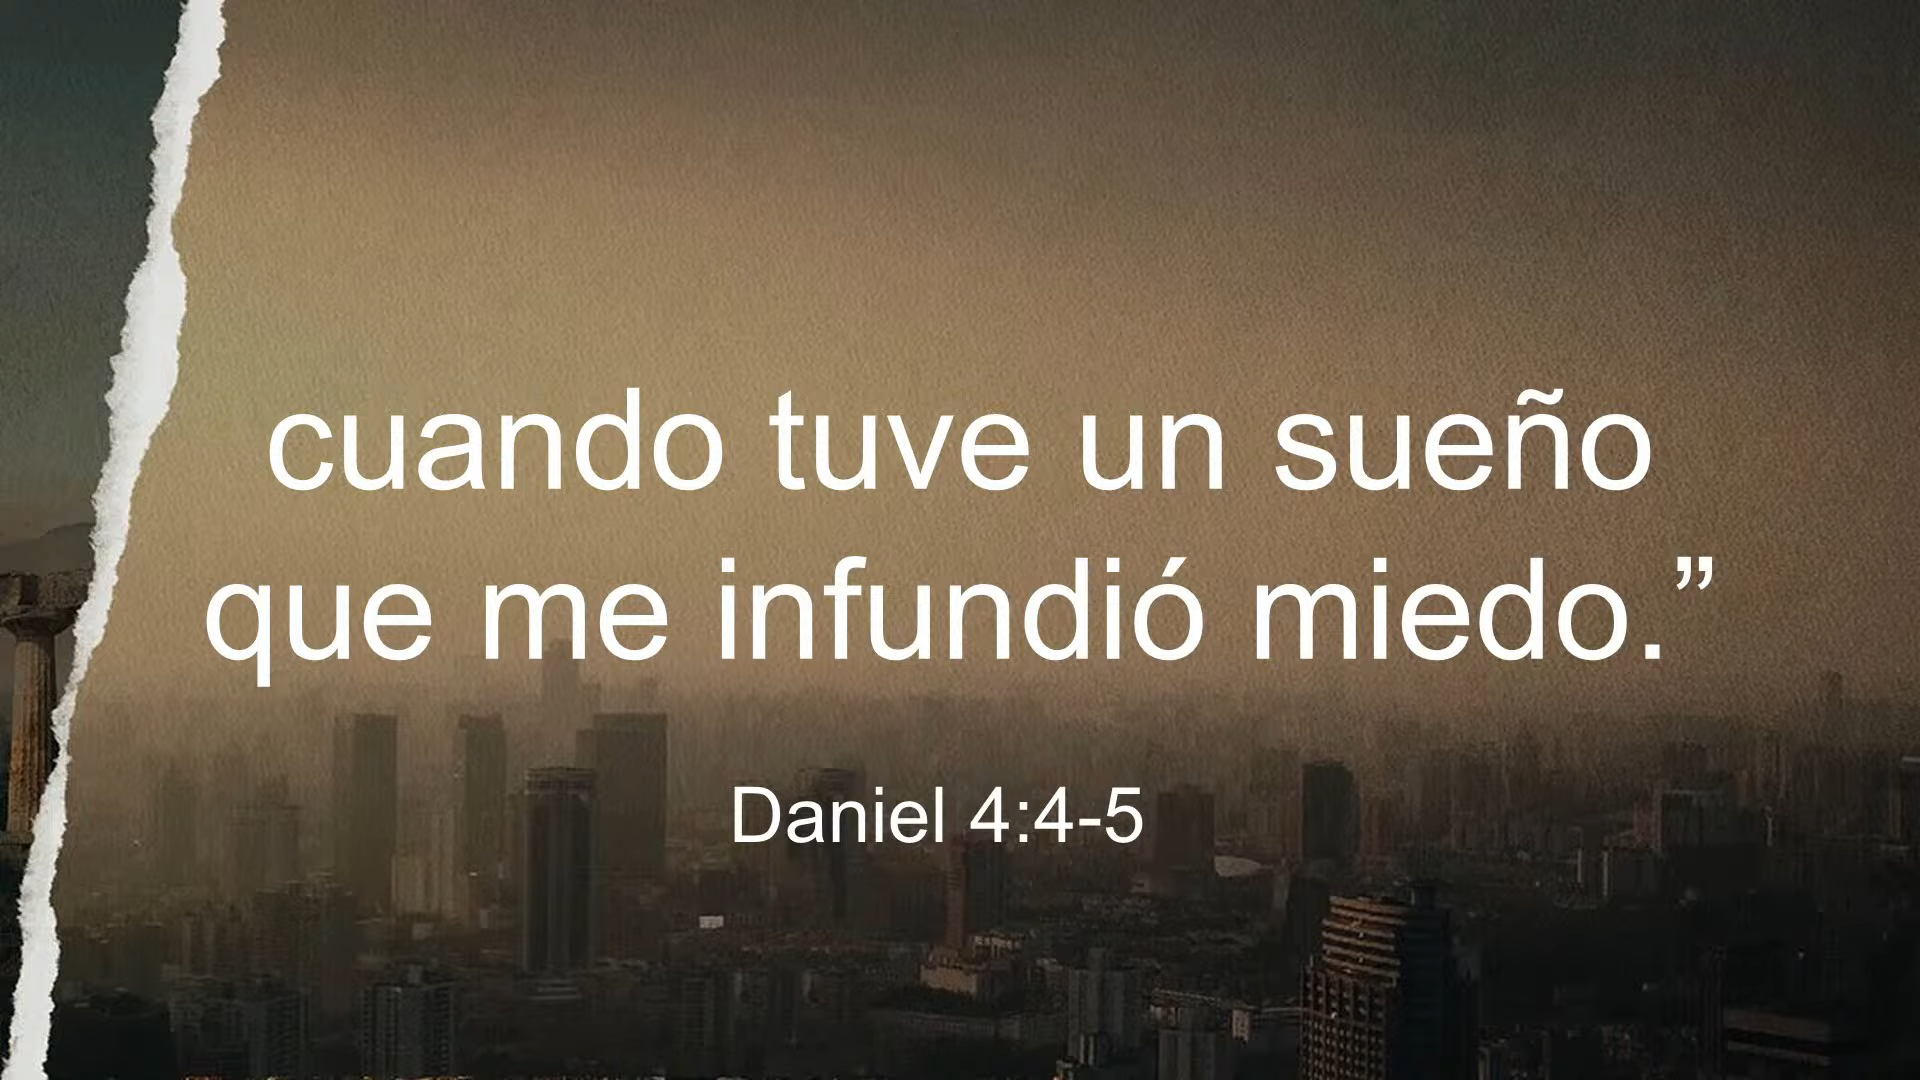 cuando tuve un sueño
que me infundió miedo.”
Daniel 4:4-5